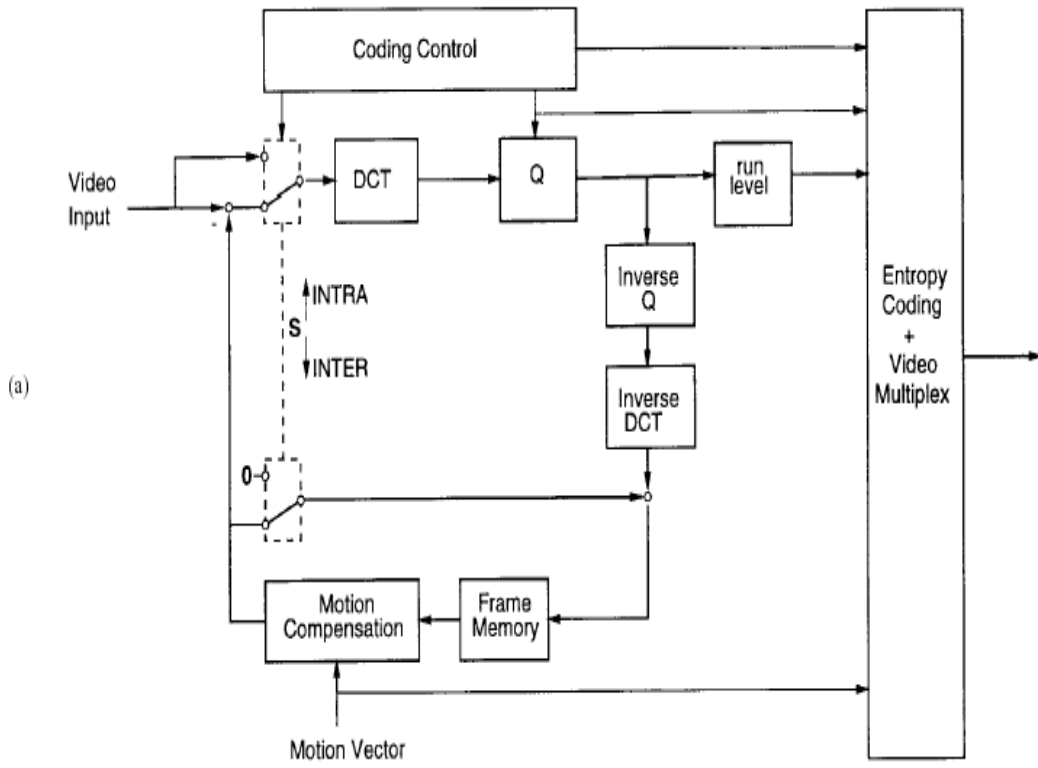 Coding Control
Video
Input
DCT
Q
run
level
-
Inverse
Q
INTRA
S
INTER
Entropy
Coding
+
Video
Multiplex
(a)
Inverse
DCT
0
Motion
Compensation
Frame
Memory
Motion Vector